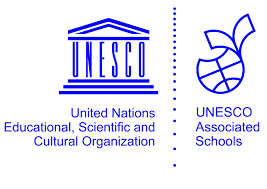 UNESCO
United Nations
Educational, Scientific and
Cultural Organization
UNESCO
Associated
Schools